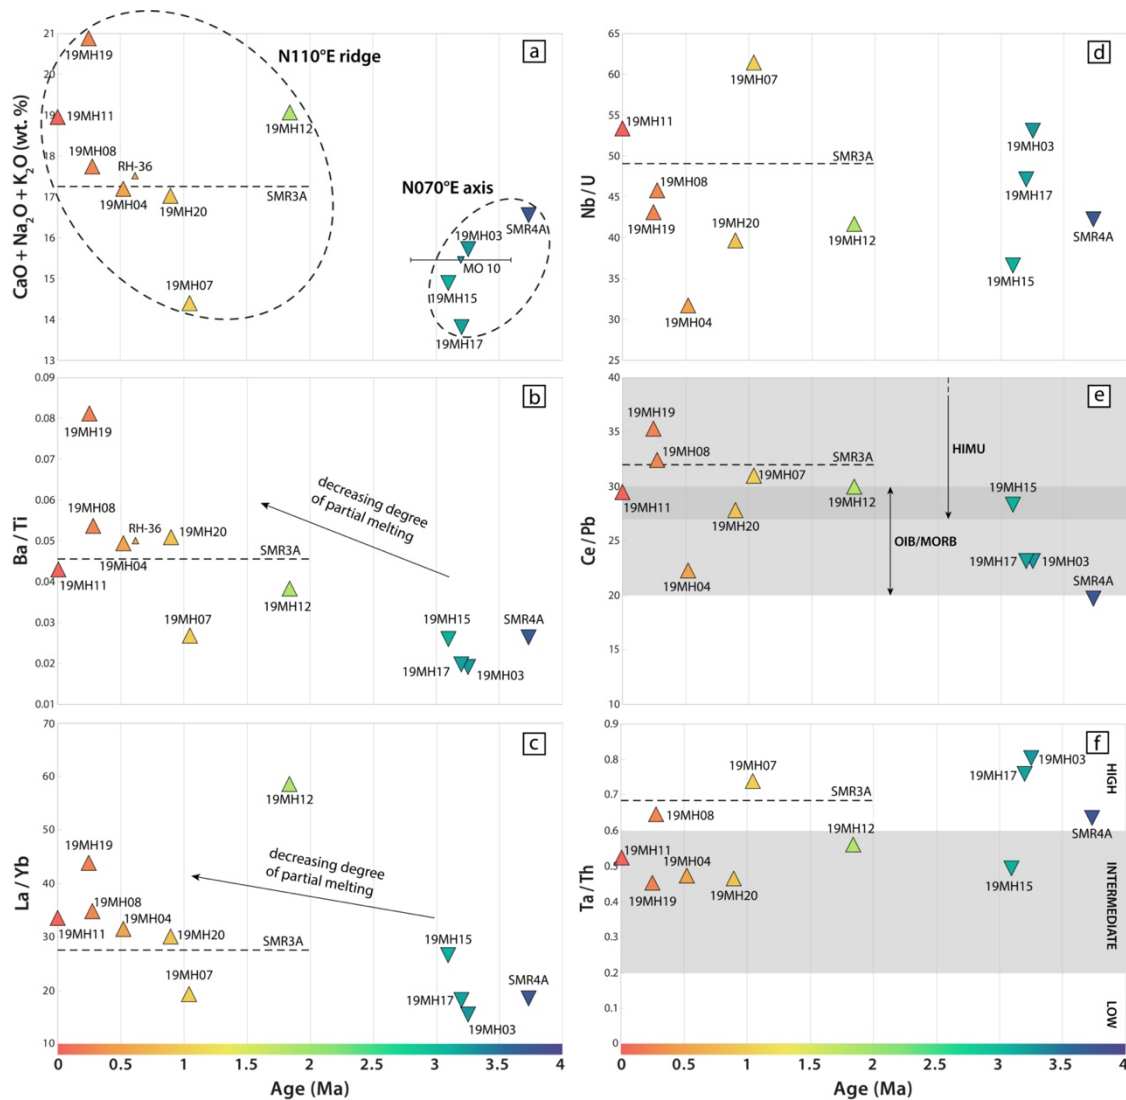 a
N110°E ridge
N070°E axis
CaO + Na2O + K2O (wt. %)
21
20
19
18
17
16
15
14
13
19MH19
19MH11
19MH08
RH-36
19MH04
19MH20
19MH12
SMR3A
19MH07
SMR4A
19MH03
MO 10
19MH15
19MH17
b
Ba / Ti
0.09
0.08
0.07
0.06
0.05
0.04
0.03
0.02
0.01
19MH19
19MH08
RH-36
19MH20
19MH04
SMR3A
19MH11
19MH12
19MH07
19MH15
SMR4A
19MH17
19MH03
decreasing degree
of partial melting
c
La / Yb
70
60
50
40
30
20
10
19MH12
19MH19
19MH08
19MH04
19MH11
19MH20
SMR3A
19MH07
19MH15
19MH17
SMR4A
19MH03
decreasing degree
of partial melting
0
0.5
1
1.5
2
2.5
3
3.5
4
Age (Ma)
d
Nb / U
65
60
55
50
45
40
35
30
25
19MH07
19MH11
SMR3A
19MH08
19MH19
19MH20
19MH12
19MH04
19MH03
19MH17
SMR4A
19MH15
e
Ce / Pb
40
35
30
25
20
15
10
19MH19
19MH08
SMR3A
19MH07
19MH11
19MH20
19MH12
19MH04
HIMU
OIB/MORB
19MH15
19MH17
19MH03
SMR4A
f
Ta / Th
0.9
0.8
0.7
0.6
0.5
0.4
0.3
0.2
0.1
0
19MH07
SMR3A
19MH08
19MH11
19MH04
19MH12
19MH19
19MH20
19MH03
19MH17
SMR4A
19MH15
HIGH
INTERMEDIATE
LOW
0
0.5
1
1.5
2
2.5
3
3.5
4
Age (Ma)